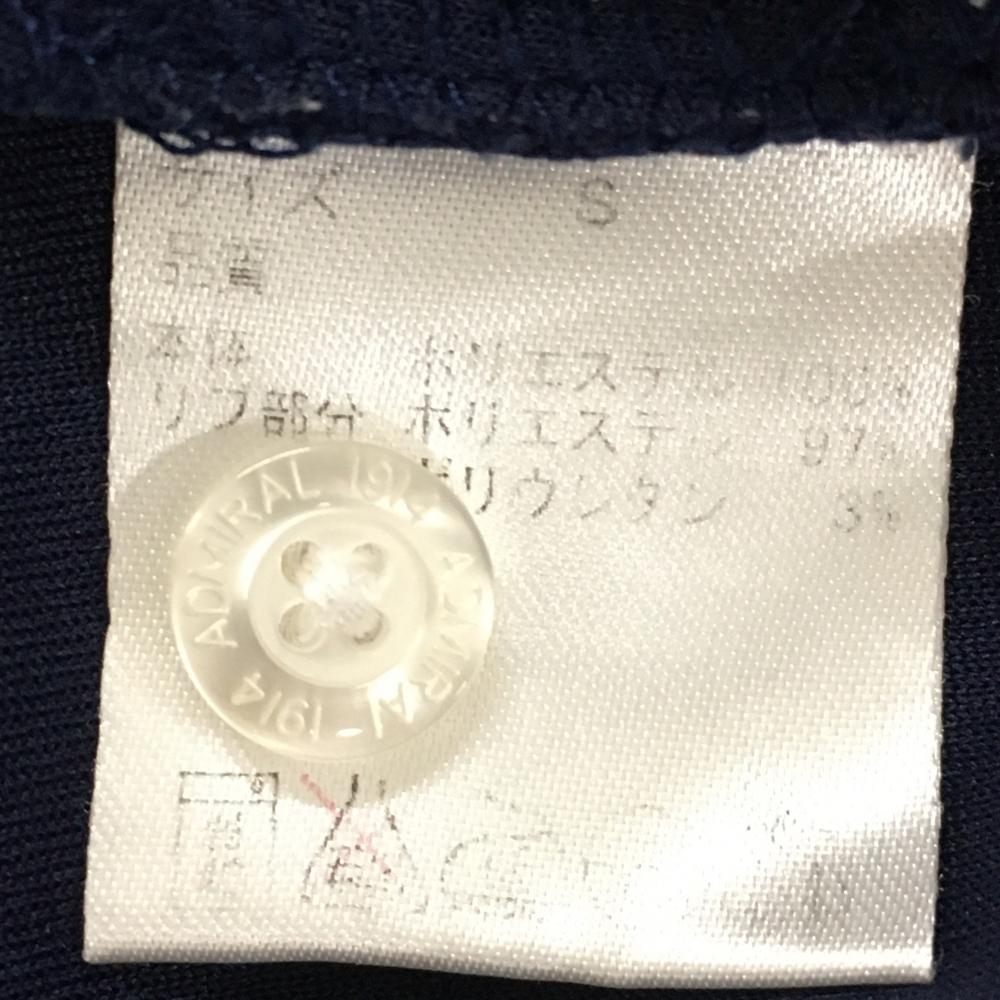 サイズ S
品質
本体 ポリエステル 100%
リブ部分 ポリエステル 97%
ポリウレタン 3%
ADMIRAL 1914 ADMIRAL 1914